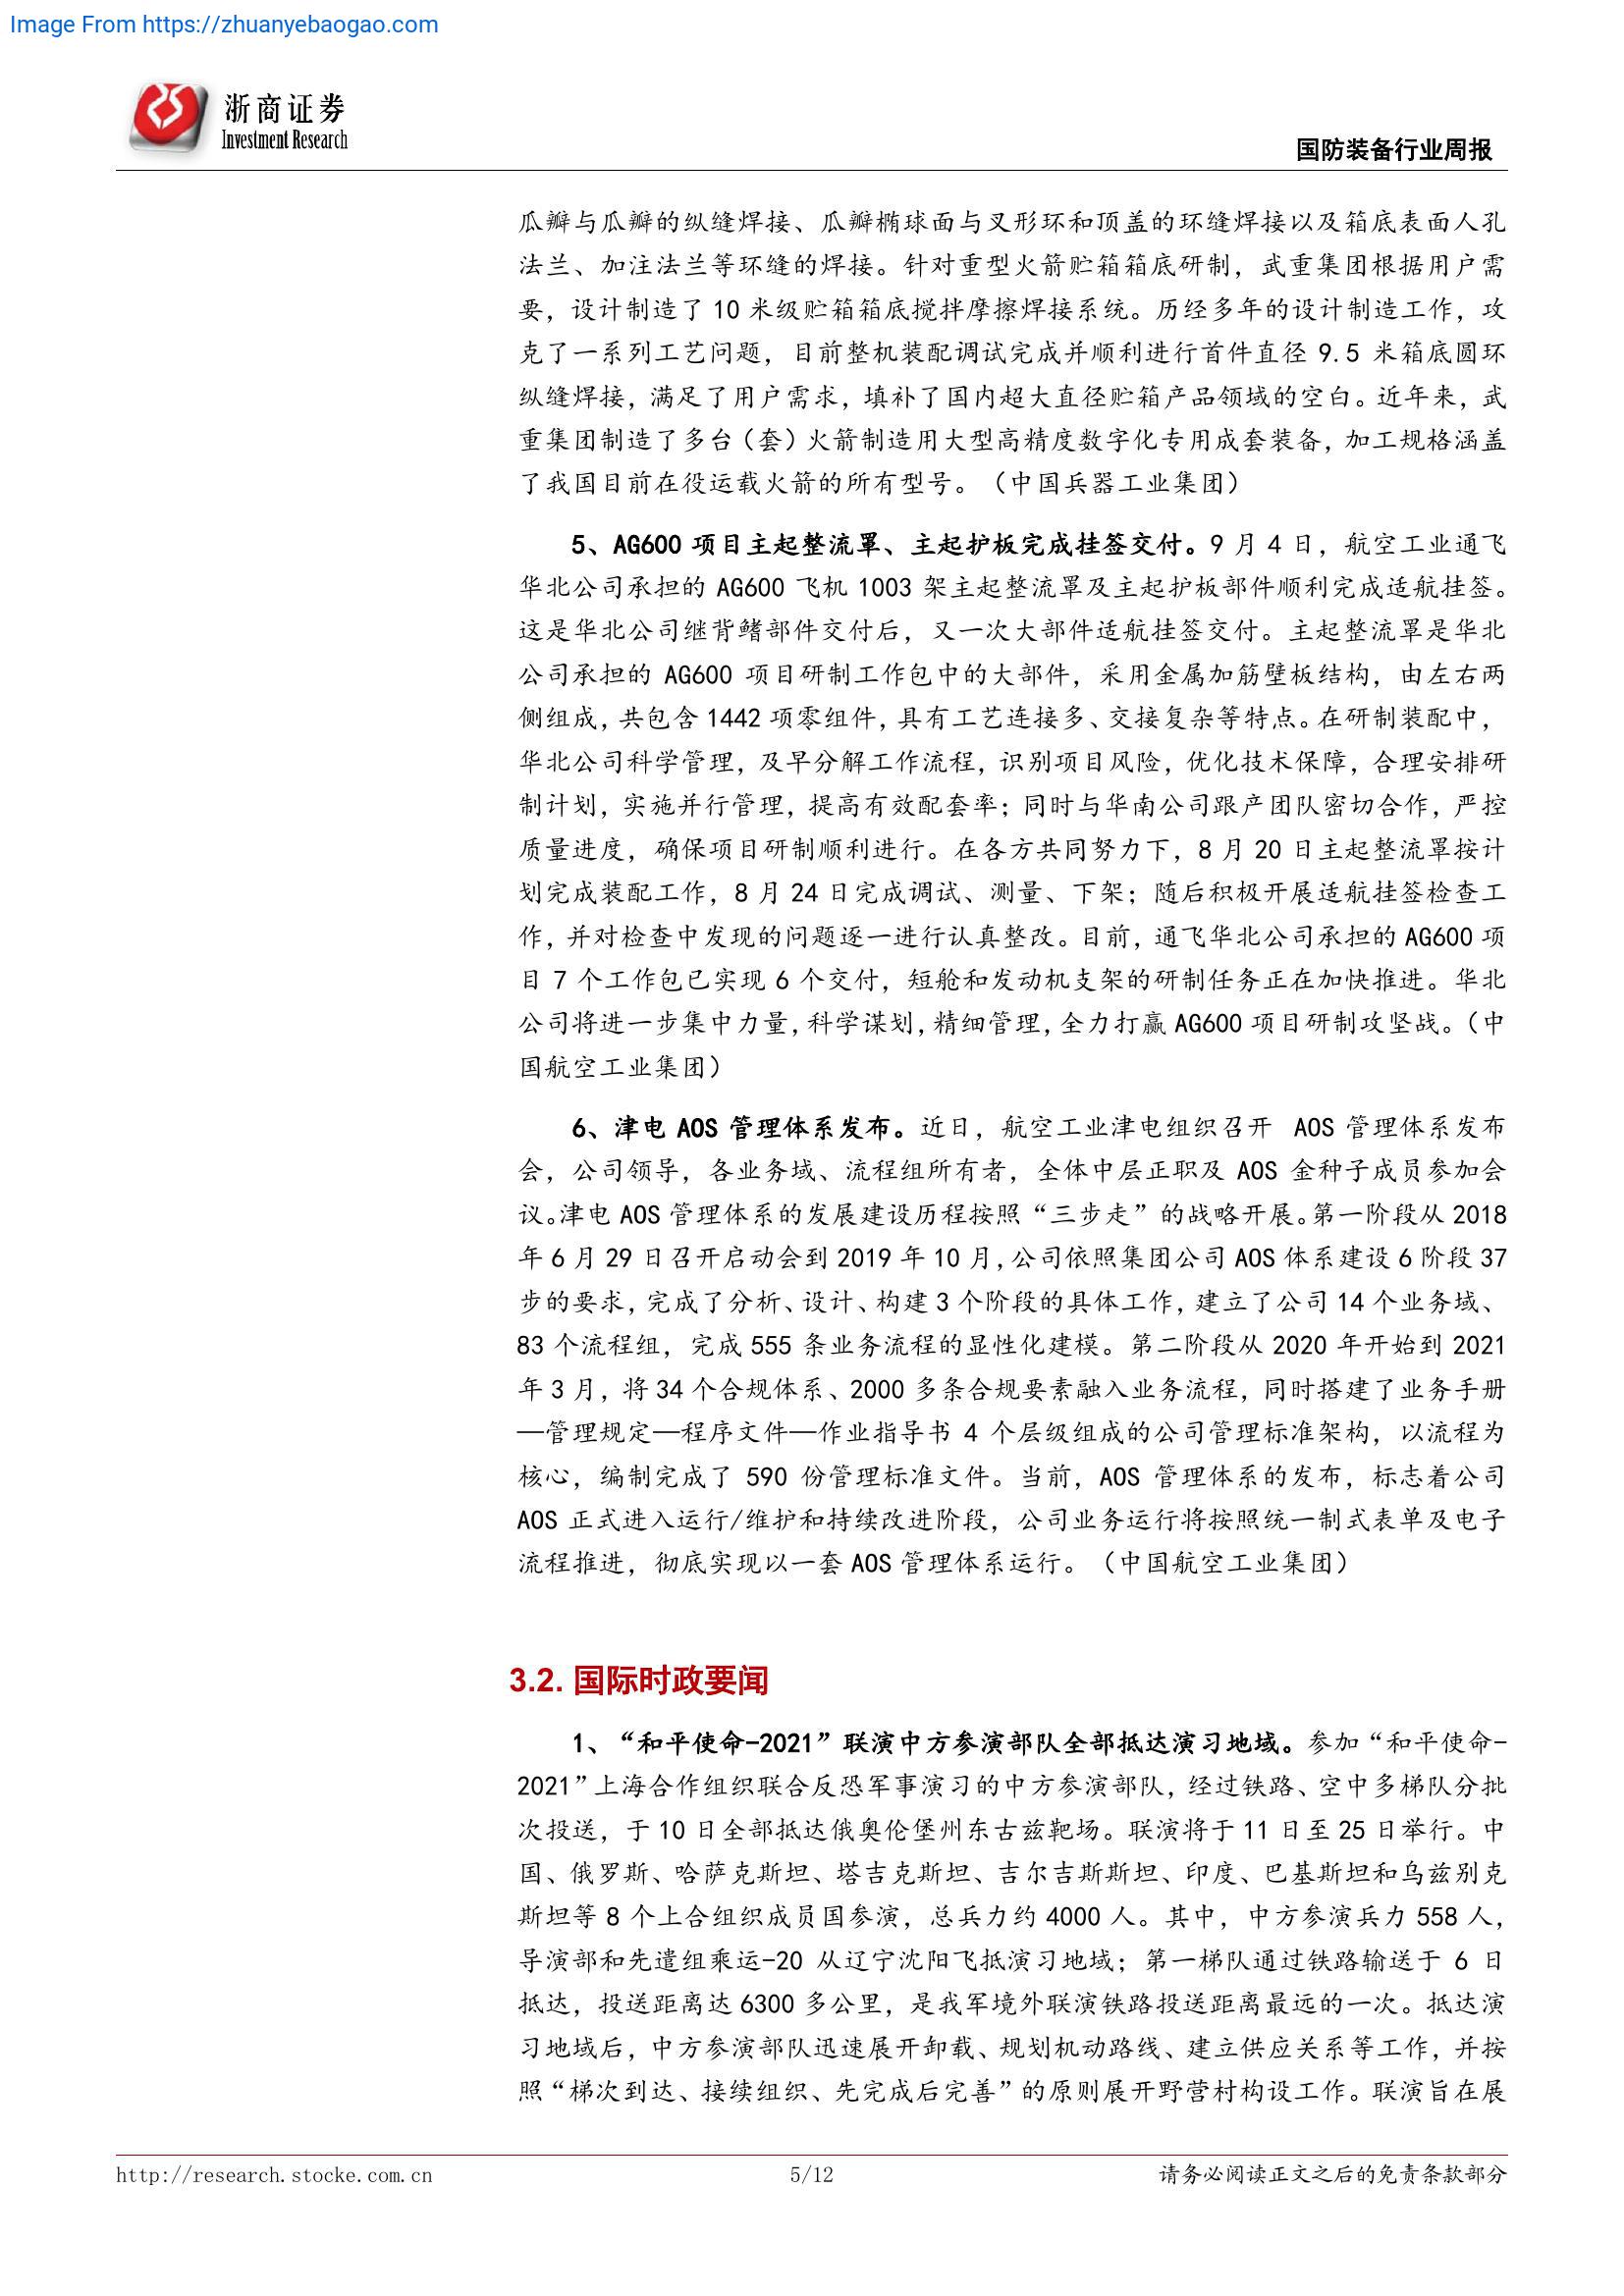 Image From https://zhuanyebaogao.com
浙商证券
Investment Research
国防装备行业周报
瓜瓣与瓜瓣的纵缝焊接、瓜瓣椭球面与叉形环和顶盖的环缝焊接以及箱底表面人孔
法兰、加注法兰等环缝的焊接。针对重型火箭贮箱箱底研制，武重集团根据用户需
要，设计制造了 10 米级贮箱箱底搅拌摩擦焊接系统。历经多年的设计制造工作，攻
克了一系列工艺问题，目前整机装配调试完成并顺利进行首件直径 9.5 米箱底圆环
纵缝焊接，满足了用户需求，填补了国内超大直径贮箱产品领域的空白。近年来，武
重集团制造了多台（套）火箭制造用大型高精度数字化专用成套装备，加工规格涵盖
了我国目前在役运载火箭的所有型号。（中国兵器工业集团）
5、AG600 项目主起整流罩、主起护板完成挂签交付。9 月 4 日，航空工业通飞
华北公司承担的 AG600 飞机 1003 架主起整流罩及主起护板部件顺利完成适航挂签。
这是华北公司继背鳍部件交付后，又一次大部件适航挂签交付。主起整流罩是华北
公司承担的 AG600 项目研制工作包中的大部件，采用金属加筋壁板结构，由左右两
侧组成，共包含 1442 项零组件，具有工艺连接多、交接复杂等特点。在研制装配中，
华北公司科学管理，及早分解工作流程，识别项目风险，优化技术保障，合理安排研
制计划，实施并行管理，提高有效配套率；同时与华南公司跟产团队密切合作，严控
质量进度，确保项目研制顺利进行。在各方共同努力下，8 月 20 日主起整流罩按计
划完成装配工作，8 月 24 日完成调试、测量、下架；随后积极开展适航挂签检查工
作，并对检查中发现的问题逐一进行认真整改。目前，通飞华北公司承担的 AG600 项
目 7 个工作包已实现 6 个交付，短舱和发动机支架的研制任务正在加快推进。华北
公司将进一步集中力量，科学谋划，精细管理，全力打赢 AG600 项目研制攻坚战。（中
国航空工业集团）
6、津电 AOS 管理体系发布。近日，航空工业津电组织召开 AOS 管理体系发布
会，公司领导，各业务域、流程组所有者，全体中层正职及 AOS 金种子成员参加会
议。津电 AOS 管理体系的发展建设历程按照“三步走”的战略开展。第一阶段从 2018
年 6 月 29 日召开启动会到 2019 年 10 月，公司依照集团公司 AOS 体系建设 6 阶段 37
步的要求，完成了分析、设计、构建 3 个阶段的具体工作，建立了公司 14 个业务域、
83 个流程组，完成 555 条业务流程的显性化建模。第二阶段从 2020 年开始到 2021
年 3 月，将 34 个合规体系、2000 多条合规要素融入业务流程，同时搭建了业务手册
—管理规定—程序文件—作业指导书 4 个层级组成的公司管理标准架构，以流程为
核心，编制完成了 590 份管理标准文件。当前，AOS 管理体系的发布，标志着公司
AOS 正式进入运行/维护和持续改进阶段，公司业务运行将按照统一制式表单及电子
流程推进，彻底实现以一套 AOS 管理体系运行。（中国航空工业集团）
3.2. 国际时政要闻
1、“和平使命-2021”联演中方参演部队全部抵达演习地域。参加“和平使命-
2021”上海合作组织联合反恐军事演习的中方参演部队，经过铁路、空中多梯队分批
次投送，于 10 日全部抵达俄奥伦堡州东古兹靶场。联演将于 11 日至 25 日举行。中
国、俄罗斯、哈萨克斯坦、塔吉克斯坦、吉尔吉斯斯坦、印度、巴基斯坦和乌兹别克
斯坦等 8 个上合组织成员国参演，总兵力约 4000 人。其中，中方参演兵力 558 人，
导演部和先遣组乘运-20 从辽宁沈阳飞抵演习地域；第一梯队通过铁路输送于 6 日
抵达，投送距离达 6300 多公里，是我军境外联演铁路投送距离最远的一次。抵达演
习地域后，中方参演部队迅速展开卸载、规划机动路线、建立供应关系等工作，并按
照“梯次到达、接续组织、先完成后完善”的原则展开野营村构设工作。联演旨在展
http://research.stocke.com.cn
5/12
请务必阅读正文之后的免责条款部分